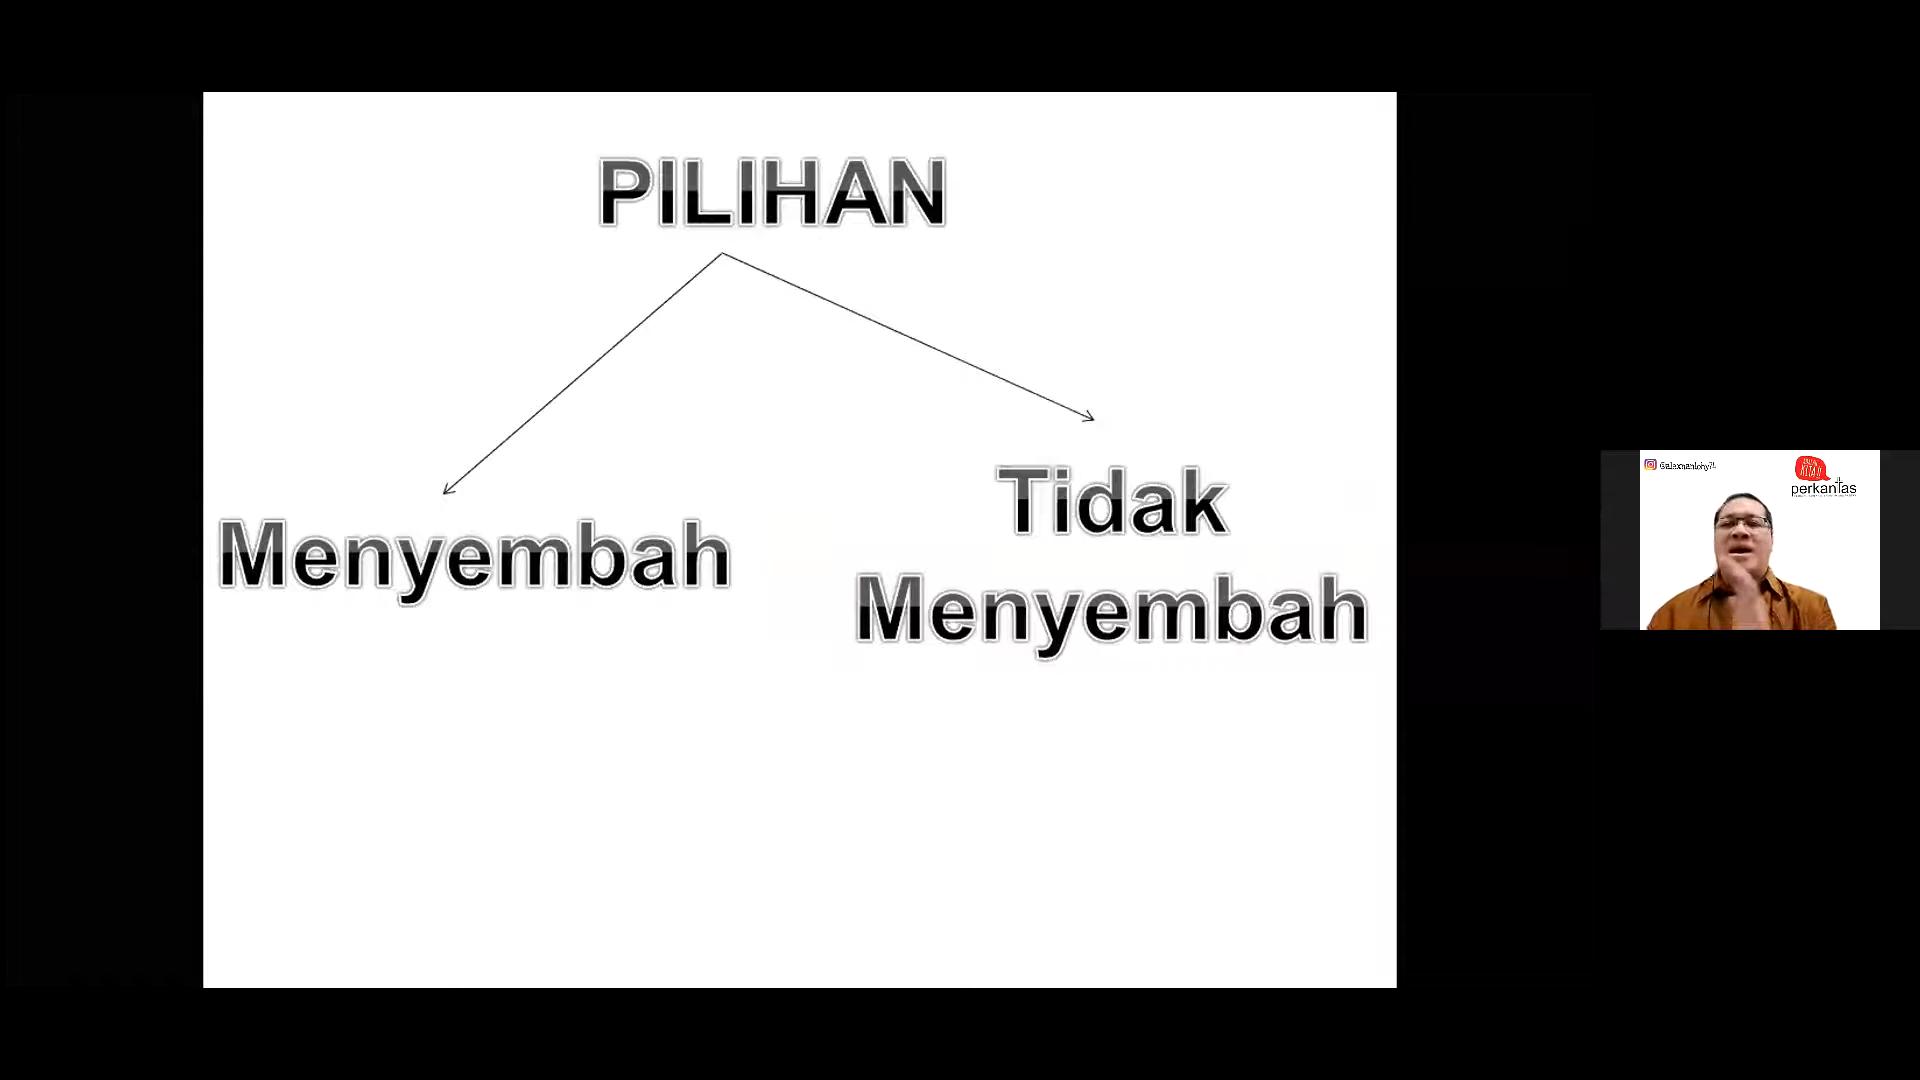 PILIHAN
Menyembah
Tidak
Menyembah
perkantas